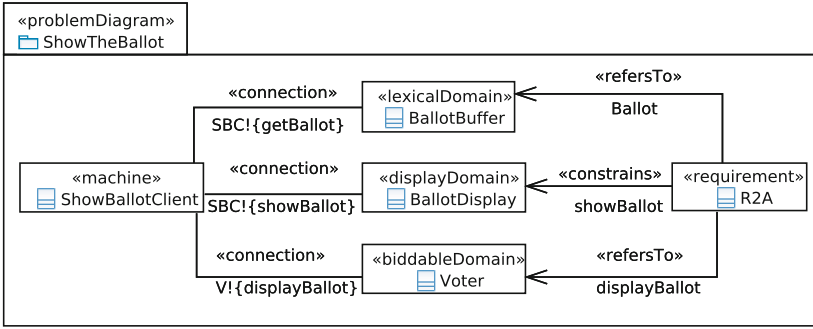 «problemDiagram»
ShowTheBallot
«connection»
SBC!{getBallot}
«lexicalDomain»
BallotBuffer
«refersTo»
Ballot
«machine»
ShowBallotClient
«connection»
SBC!{showBallot}
«displayDomain»
BallotDisplay
«constrains»
showBallot
«requirement»
R2A
«connection»
V!{displayBallot}
«biddableDomain»
Voter
«refersTo»
displayBallot